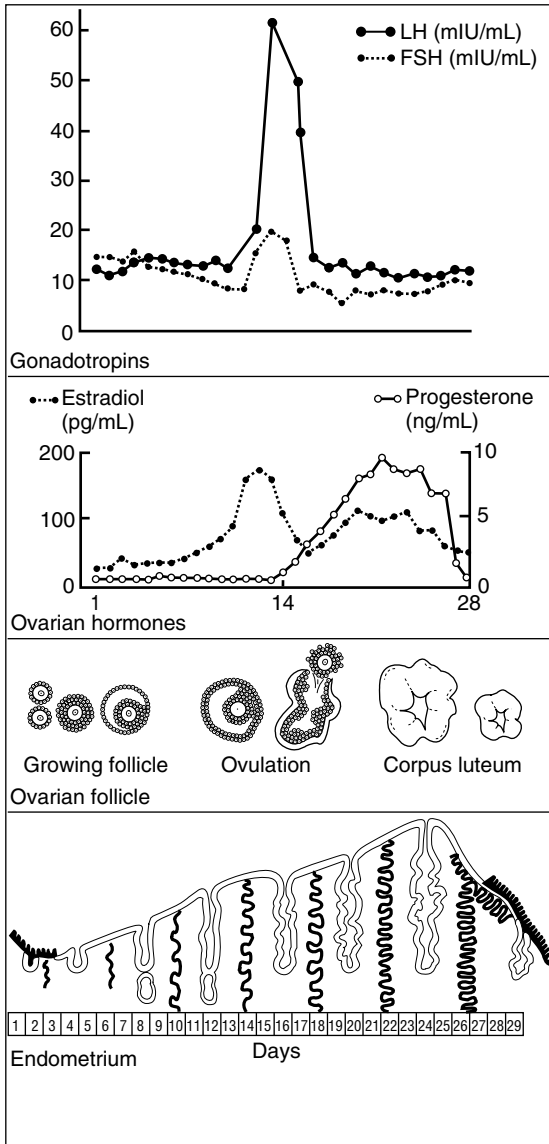 60
50
40
30
20
10
0
LH (mIU/mL)
FSH (mIU/mL)
Gonadotropins
Estradiol
(pg/mL)
Progesterone
(ng/mL)
200
100
0
10
5
0
1 14 28
Ovarian hormones
Growing follicle Ovulation Corpus luteum
Ovarian follicle
1 2 3 4 5 6 7 8 9 10 11 12 13 14 15 16 17 18 19 20 21 22 23 24 25 26 27 28 29
Endometrium Days